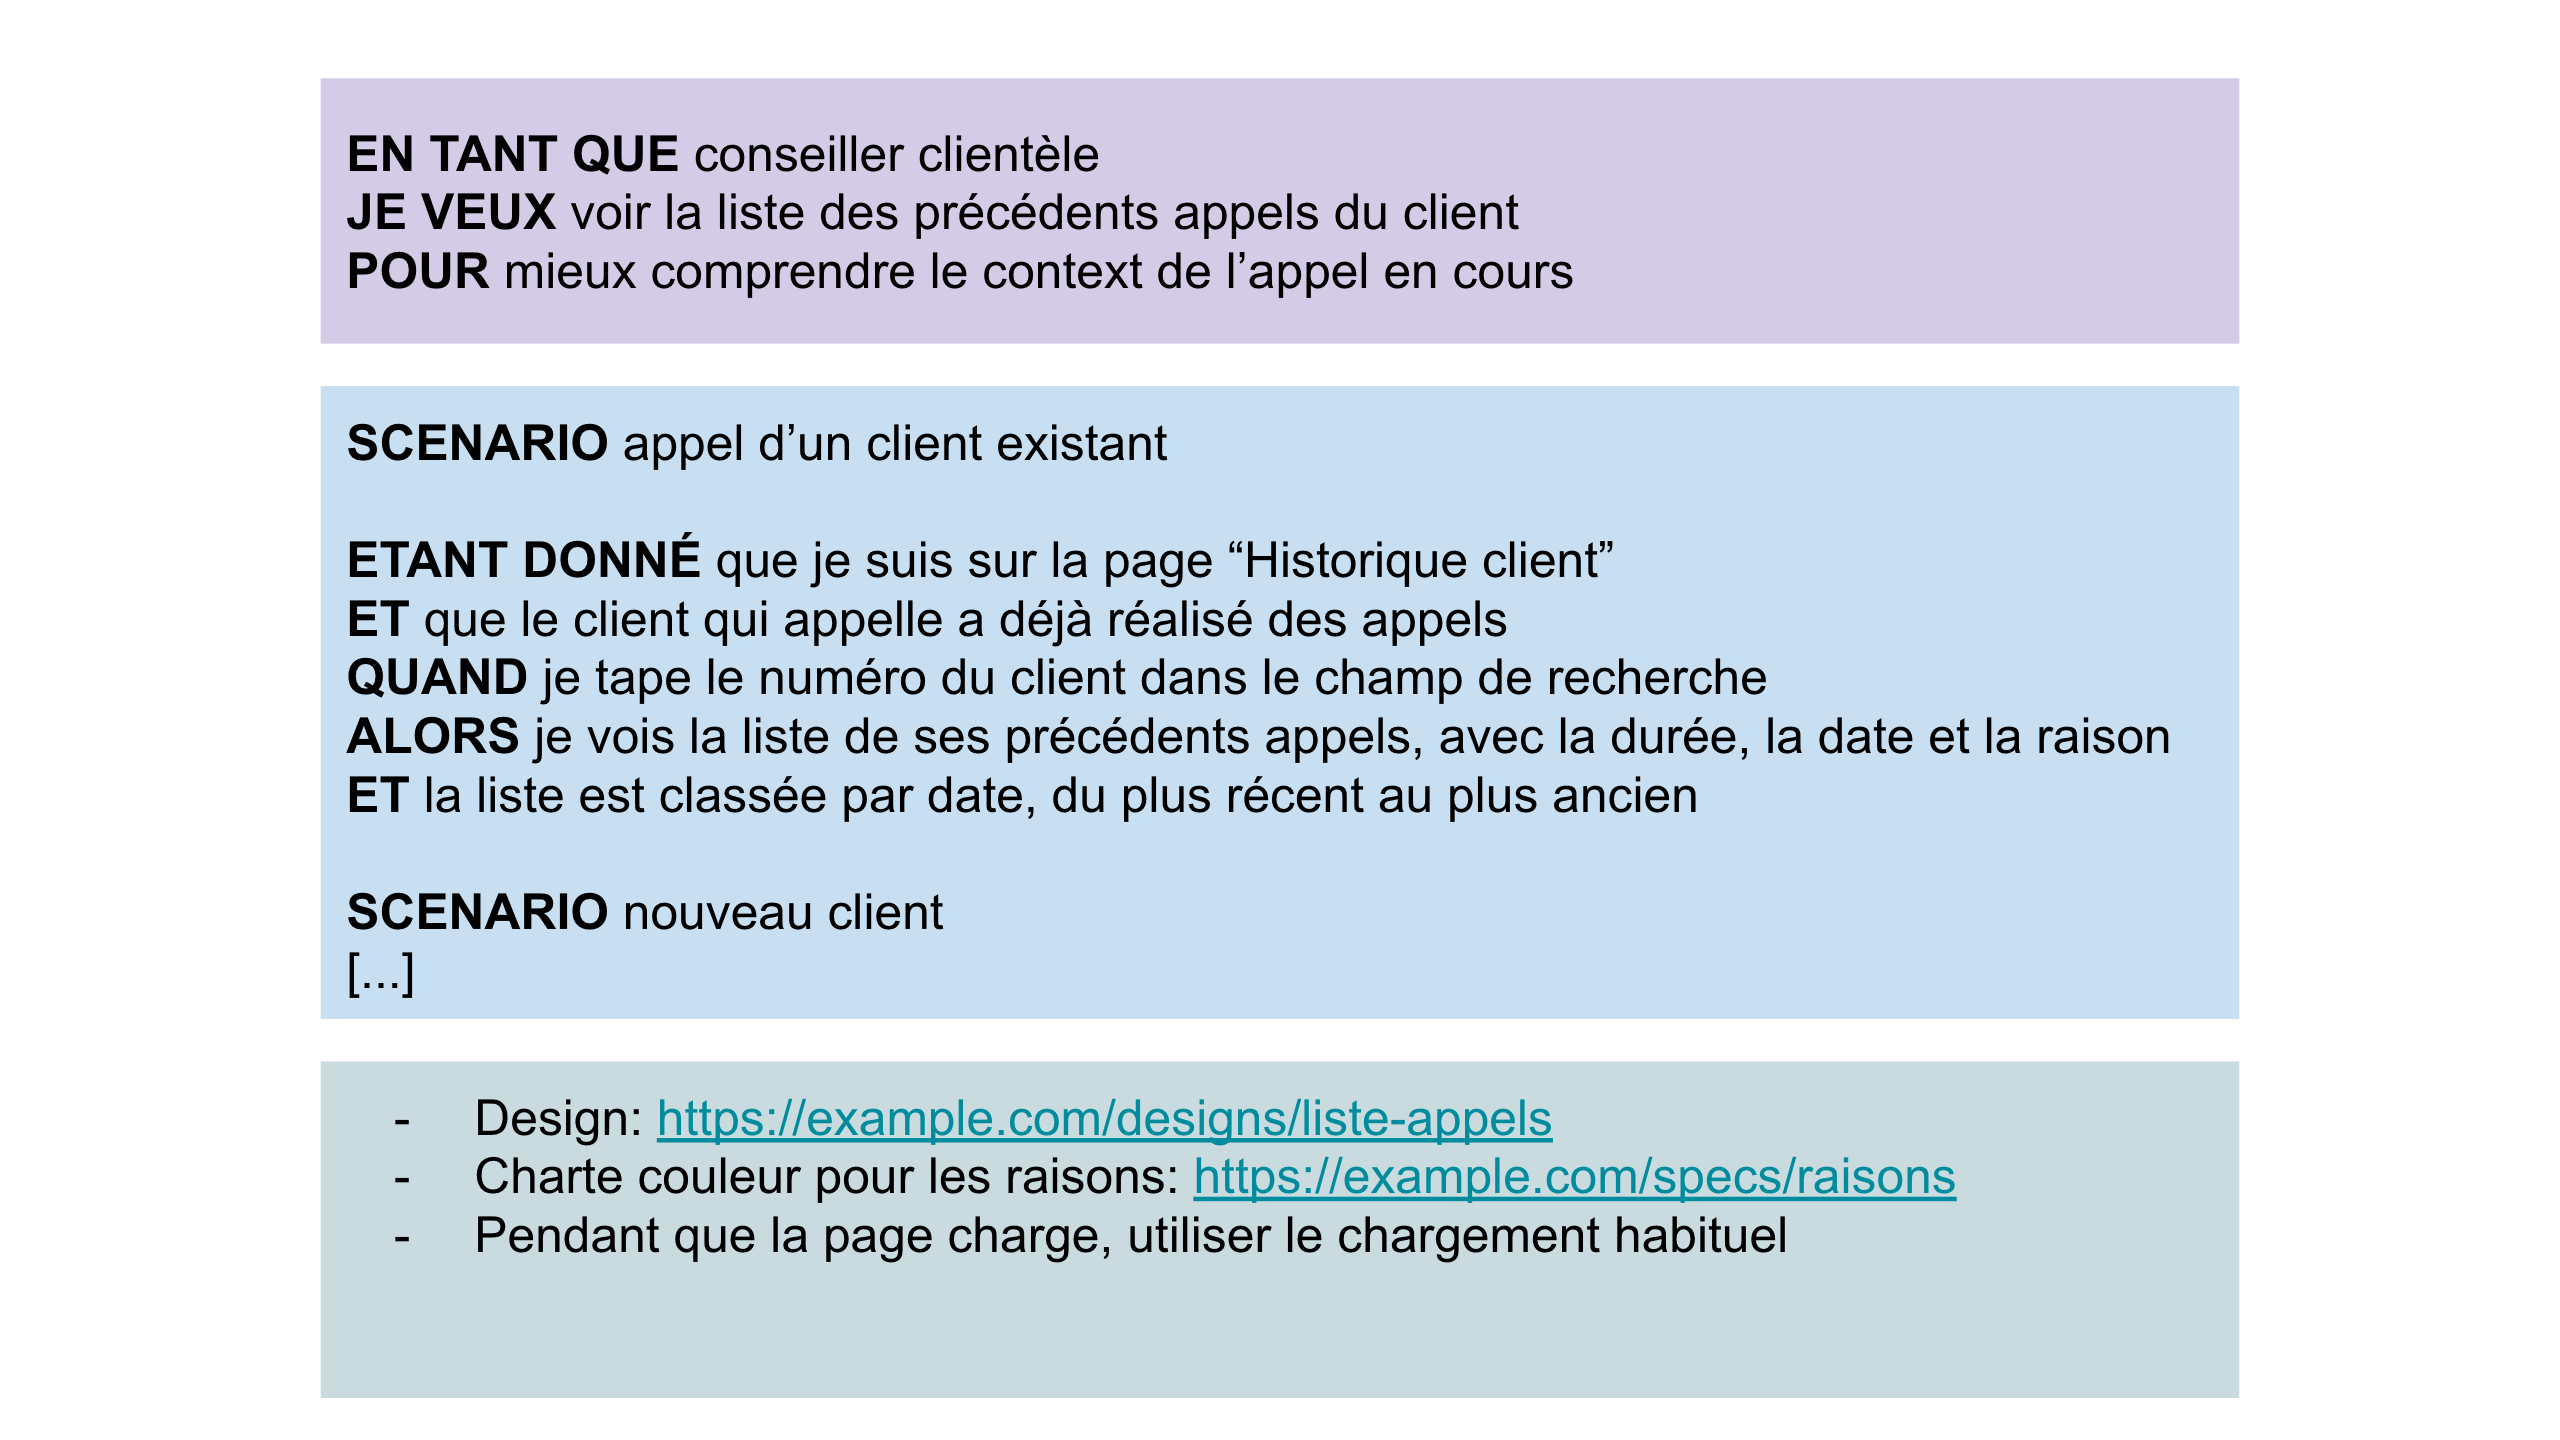 EN TANT QUE conseiller clientèle
JE VEUX voir la liste des précédents appels du client
POUR mieux comprendre le context de l’appel en cours
SCENARIO appel d’un client existant
ETANT DONNÉ que je suis sur la page “Historique client”
ET que le client qui appelle a déjà réalisé des appels
QUAND je tape le numéro du client dans le champ de recherche
ALORS je vois la liste de ses précédents appels, avec la durée, la date et la raison
ET la liste est classée par date, du plus récent au plus ancien
SCENARIO nouveau client
[...]
- Design: https://example.com/designs/liste-appels
- Charte couleur pour les raisons: https://example.com/specs/raisons
- Pendant que la page charge, utiliser le chargement habituel